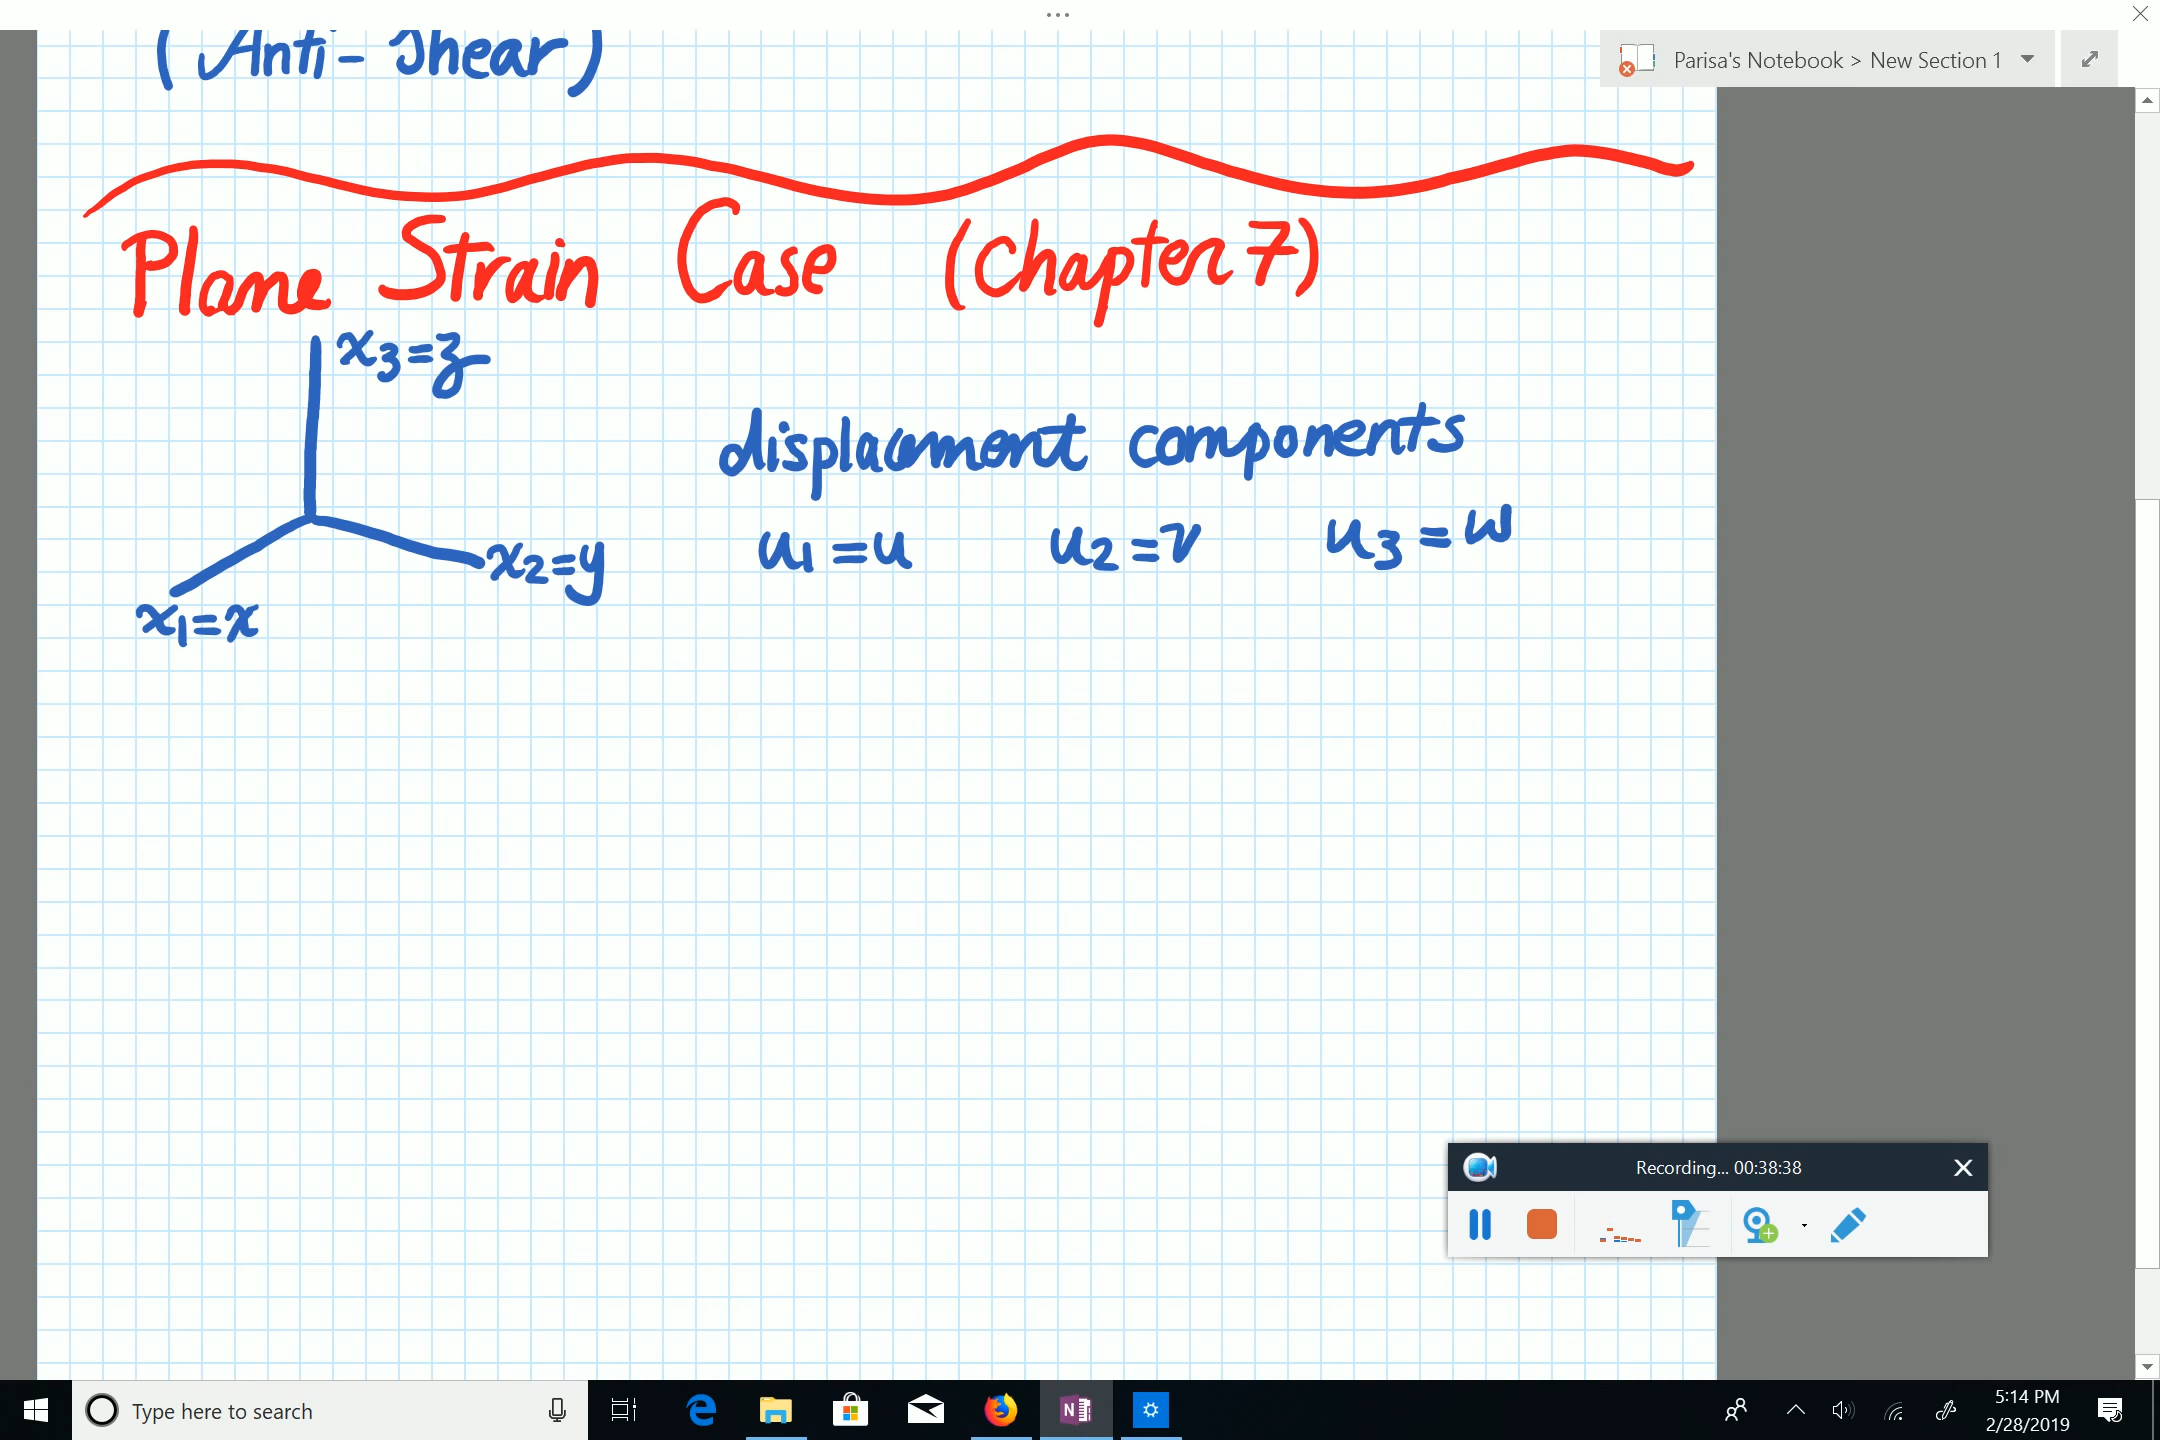 (Anti-Shear)
Parisa's Notebook > New Section 1
Plane Strain Case (Chapter 7)
x3=z
displacement components
u1=u u2=v u3=w
x2=y
x1=x
Recording... 00:38:38
Type here to search
5:14 PM
2/28/2019